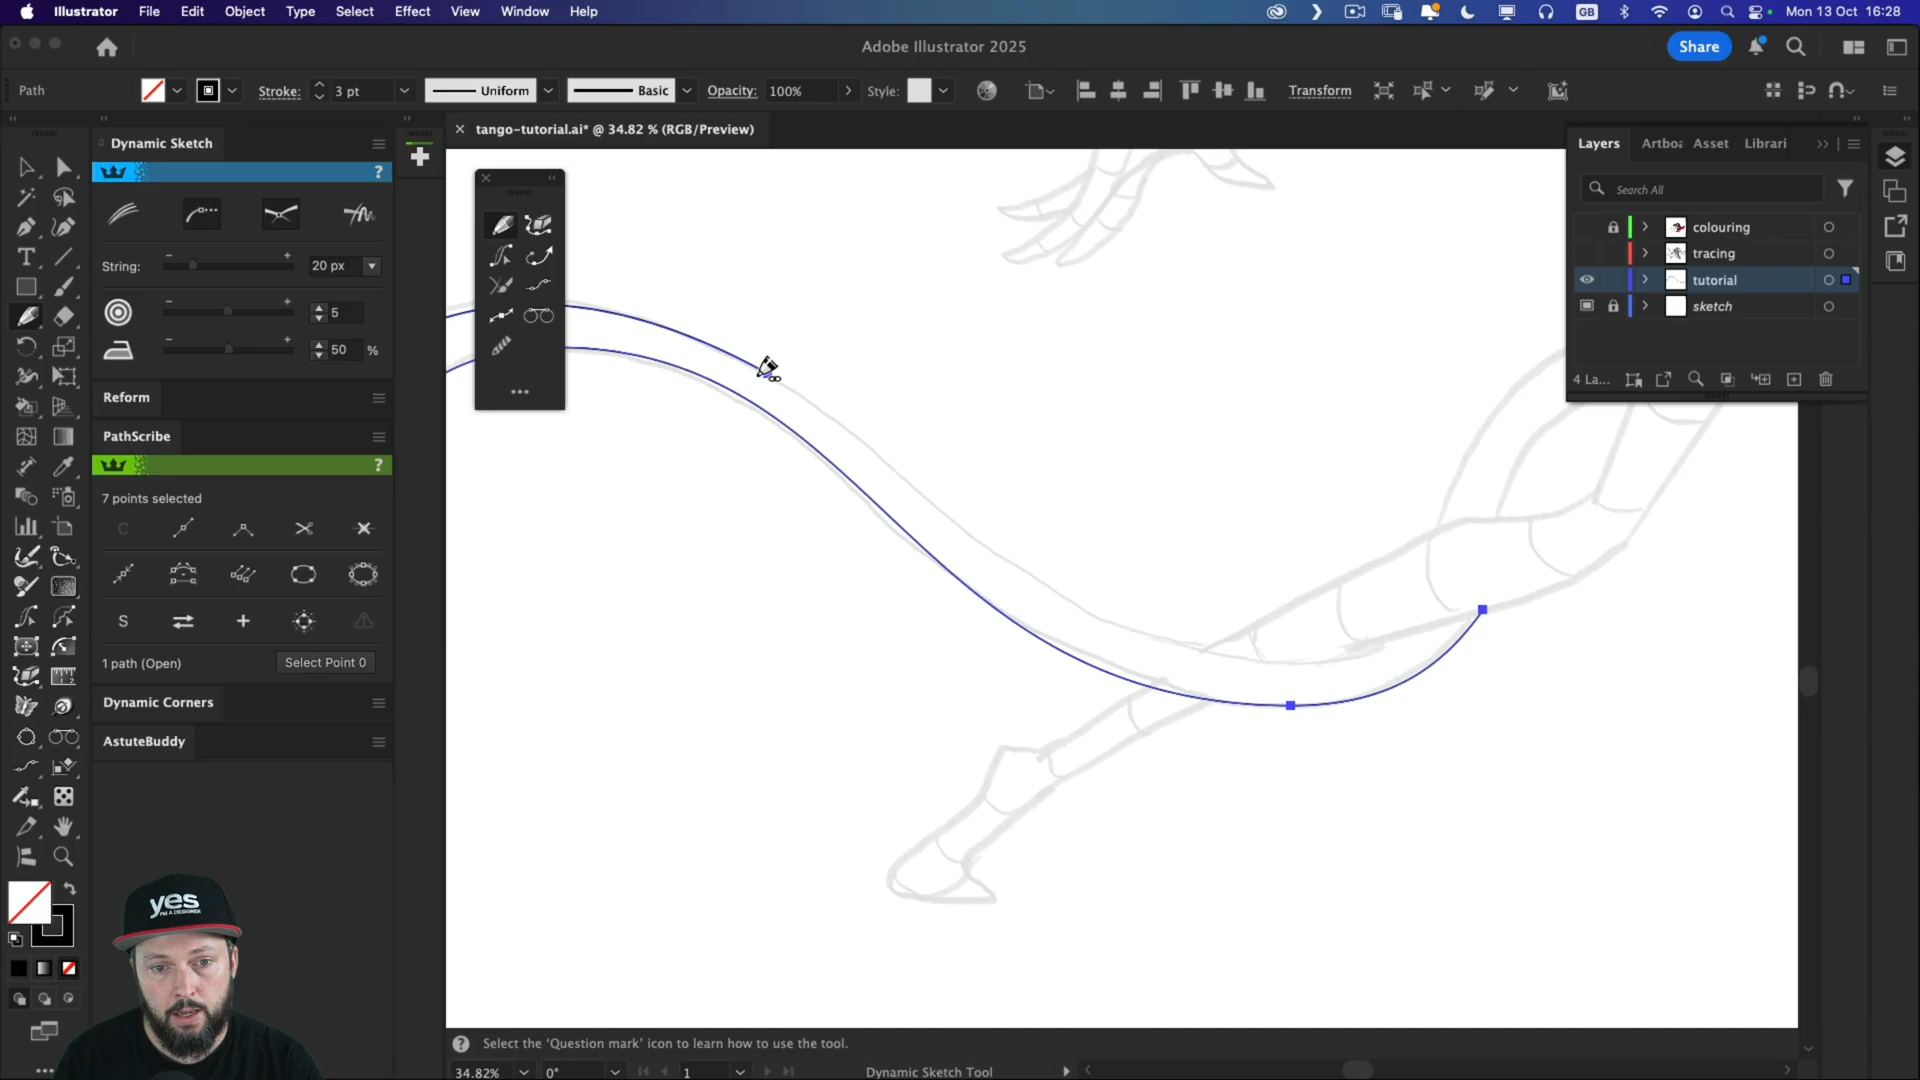 Illustrator File Edit Object Type Select Effect View Window Help
GB
Mon 13 Oct 16:28
Adobe Illustrator 2025
Share
Path
Stroke:
3 pt
Uniform
Basic
Opacity:
100%
Style:
Transform
tango-tutorial.ai* @ 34.82 % (RGB/Preview)
Dynamic Sketch
?
String:
20 px
5
50
%
Reform
PathScribe
?
7 points selected
C
S
1 path (Open)
Select Point 0
Dynamic Corners
AstuteBuddy
Layers
Artboa
Asset
Librari
Search All
colouring
tracing
tutorial
sketch
4 La...
yes
I'M A DESIGNER
Select the 'Question mark' icon to learn how to use the tool.
34.82%
0°
1
Dynamic Sketch Tool